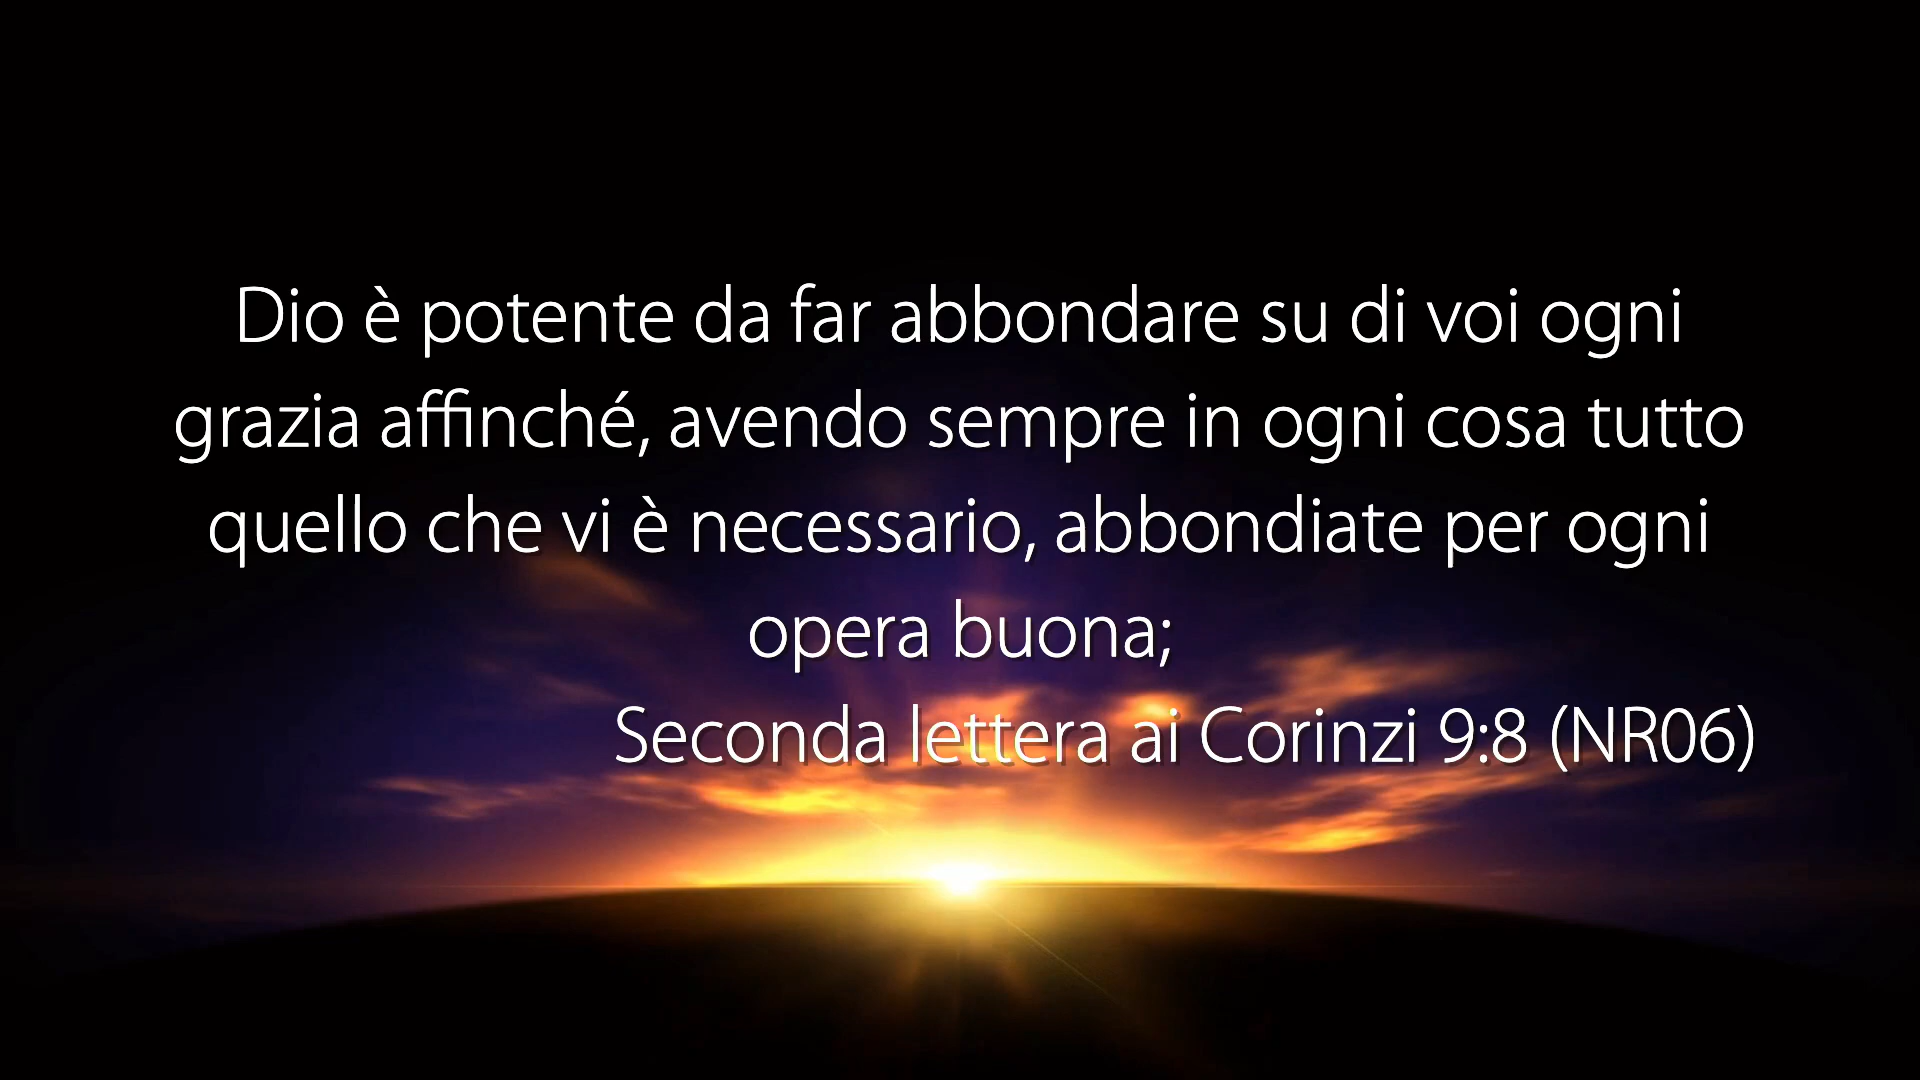 Dio è potente da far abbondare su di voi ogni
grazia affinché, avendo sempre in ogni cosa tutto
quello che vi è necessario, abbondiate per ogni
opera buona;
Seconda lettera ai Corinzi 9:8 (NR06)